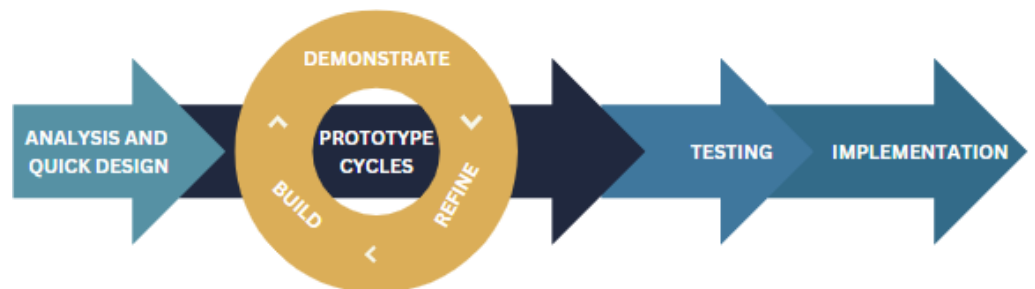 ANALYSIS AND
QUICK DESIGN
DEMONSTRATE
PROTOTYPE
CYCLES
BUILD
REFINE
TESTING
IMPLEMENTATION